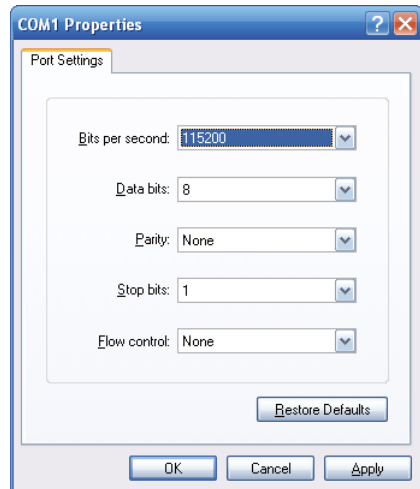 COM1 Properties
Port Settings
Bits per second: 115200
Data bits: 8
Parity: None
Stop bits: 1
Flow control: None
Restore Defaults
OK Cancel Apply